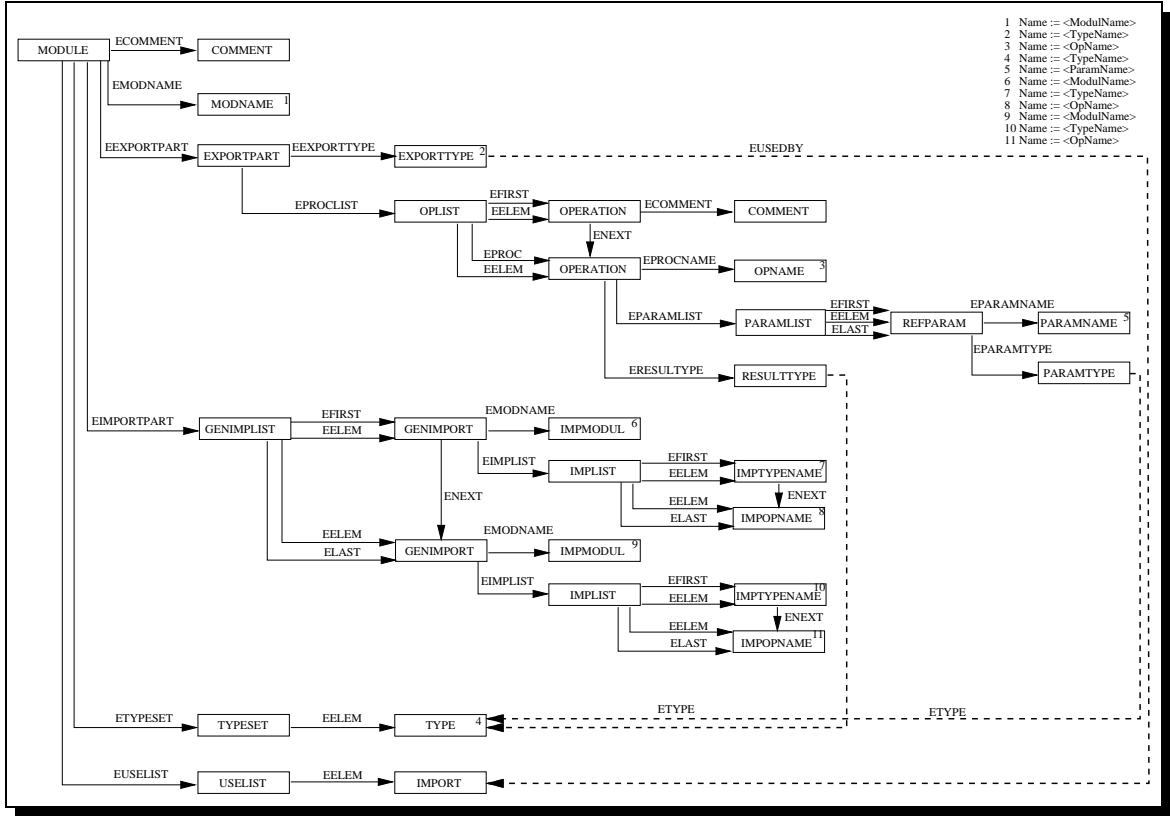 1 Name := <ModulName>
2 Name := <TypeName>
3 Name := <OpName>
4 Name := <TypeName>
5 Name := <ParamName>
6 Name := <ModulName>
7 Name := <TypeName>
8 Name := <OpName>
9 Name := <ModulName>
10 Name := <TypeName>
11 Name := <OpName>
MODULE
ECOMMENT
COMMENT
EMODNAME
MODNAME 1
EEXPORTPART
EXPORTPART
EEXPORTTYPE
EXPORTTYPE 2
EUSEDBY
EPROCLIST
OPLIST
EFIRST
EELEM
OPERATION
ECOMMENT
COMMENT
ENEXT
EPROC
EELEM
OPERATION
EPROCNAME
OPNAME 3
EPARAMLIST
PARAMLIST
EFIRST
EELEM
ELAST
REFPARAM
EPARAMNAME
PARAMNAME 5
EPARAMTYPE
PARAMTYPE
ERESULTYPE
RESULTTYPE
EIMPORTPART
GENIMPLIST
EFIRST
EELEM
GENIMPORT
EMODNAME
IMPMODUL 6
EIMPLIST
IMPLIST
EFIRST
EELEM
IMPTYPENAME 7
ENEXT
EELEM
ELAST
IMPOPNAME 8
ENEXT
EELEM
ELAST
GENIMPORT
EMODNAME
IMPMODUL 9
EIMPLIST
IMPLIST
EFIRST
EELEM
IMPTYPENAME 10
ENEXT
EELEM
ELAST
IMPOPNAME 11
ETYPESET
TYPESET
EELEM
TYPE 4
ETYPE
ETYPE
EUSELIST
USELIST
EELEM
IMPORT